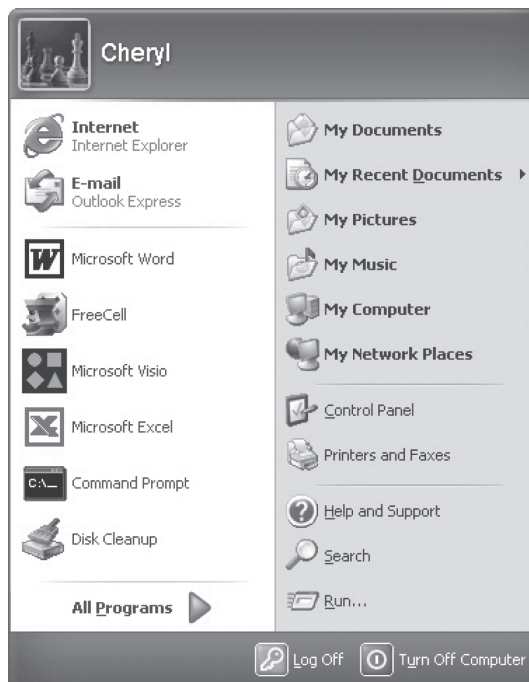 Cheryl
Internet
Internet Explorer
E-mail
Outlook Express
W
Microsoft Word
FreeCell
Microsoft Visio
Microsoft Excel
C:\_
Command Prompt
Disk Cleanup
All Programs
My Documents
My Recent Documents
My Pictures
My Music
My Computer
My Network Places
Control Panel
Printers and Faxes
Help and Support
Search
Run...
Log Off
Turn Off Computer